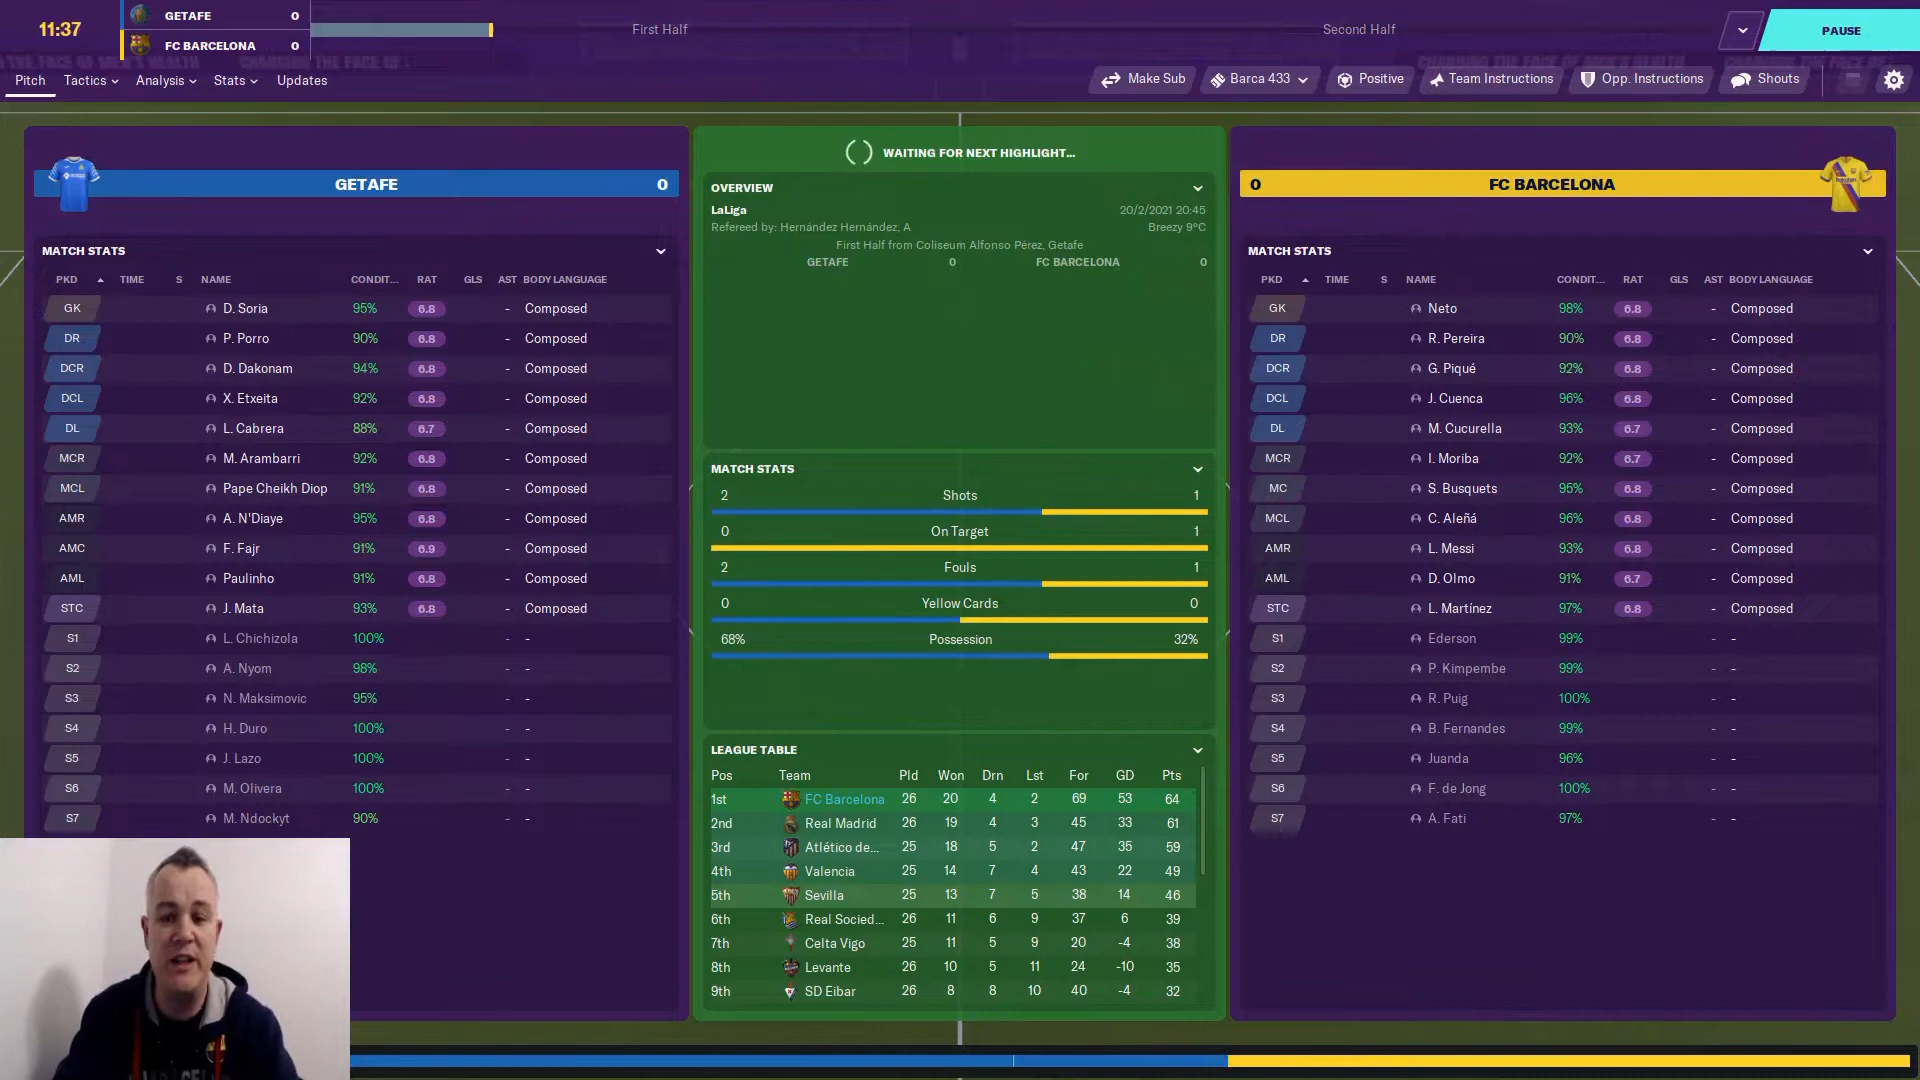 11:37
GETAFE 0
FC BARCELONA 0
First Half
Second Half
PAUSE
Pitch Tactics Analysis Stats Updates
Make Sub Barca 433 Positive Team Instructions Opp. Instructions Shouts
GETAFE 0
MATCH STATS
PKD TIME S NAME CONDIT... RAT GLS AST BODY LANGUAGE
GK D. Soria 95% 6.8 - Composed
DR P. Porro 90% 6.8 - Composed
DCR D. Dakonam 94% 6.8 - Composed
DCL X. Etxeita 92% 6.8 - Composed
DL L. Cabrera 88% 6.7 - Composed
MCR M. Arambarri 92% 6.8 - Composed
MCL Pape Cheikh Diop 91% 6.8 - Composed
AMR A. N'Diaye 95% 6.8 - Composed
AMC F. Fajr 91% 6.9 - Composed
AML Paulinho 91% 6.8 - Composed
STC J. Mata 93% 6.8 - Composed
S1 L. Chichizola 100% - -
S2 A. Nyom 98% - -
S3 N. Maksimovic 95% - -
S4 H. Duro 100% - -
S5 J. Lazo 100% - -
S6 M. Olivera 100% - -
S7 M. Ndockyt 90% - -
WAITING FOR NEXT HIGHLIGHT...
OVERVIEW
LaLiga 20/2/2021 20:45
Refereed by: Hernández Hernández, A Breezy 9°C
First Half from Coliseum Alfonso Pérez, Getafe
GETAFE 0 FC BARCELONA 0
MATCH STATS
2 Shots 1
0 On Target 1
2 Fouls 1
0 Yellow Cards 0
68% Possession 32%
LEAGUE TABLE
Pos Team Pld Won Drn Lst For GD Pts
1st FC Barcelona 26 20 4 2 69 53 64
2nd Real Madrid 26 19 4 3 45 33 61
3rd Atlético de... 25 18 5 2 47 35 59
4th Valencia 25 14 7 4 43 22 49
5th Sevilla 25 13 7 5 38 14 46
6th Real Socied... 26 11 6 9 37 6 39
7th Celta Vigo 25 11 5 9 20 -4 38
8th Levante 26 10 5 11 24 -10 35
9th SD Eibar 26 8 8 10 40 -4 32
0 FC BARCELONA
MATCH STATS
PKD TIME S NAME CONDIT... RAT GLS AST BODY LANGUAGE
GK Neto 98% 6.8 - Composed
DR R. Pereira 90% 6.8 - Composed
DCR G. Piqué 92% 6.8 - Composed
DCL J. Cuenca 96% 6.8 - Composed
DL M. Cucurella 93% 6.7 - Composed
MCR I. Moriba 92% 6.7 - Composed
MC S. Busquets 95% 6.8 - Composed
MCL C. Aleñá 96% 6.8 - Composed
AMR L. Messi 93% 6.8 - Composed
AML D. Olmo 91% 6.7 - Composed
STC L. Martínez 97% 6.8 - Composed
S1 Ederson 99% - -
S2 P. Kimpembe 99% - -
S3 R. Puig 100% - -
S4 B. Fernandes 99% - -
S5 Juanda 96% - -
S6 F. de Jong 100% - -
S7 A. Fati 97% - -